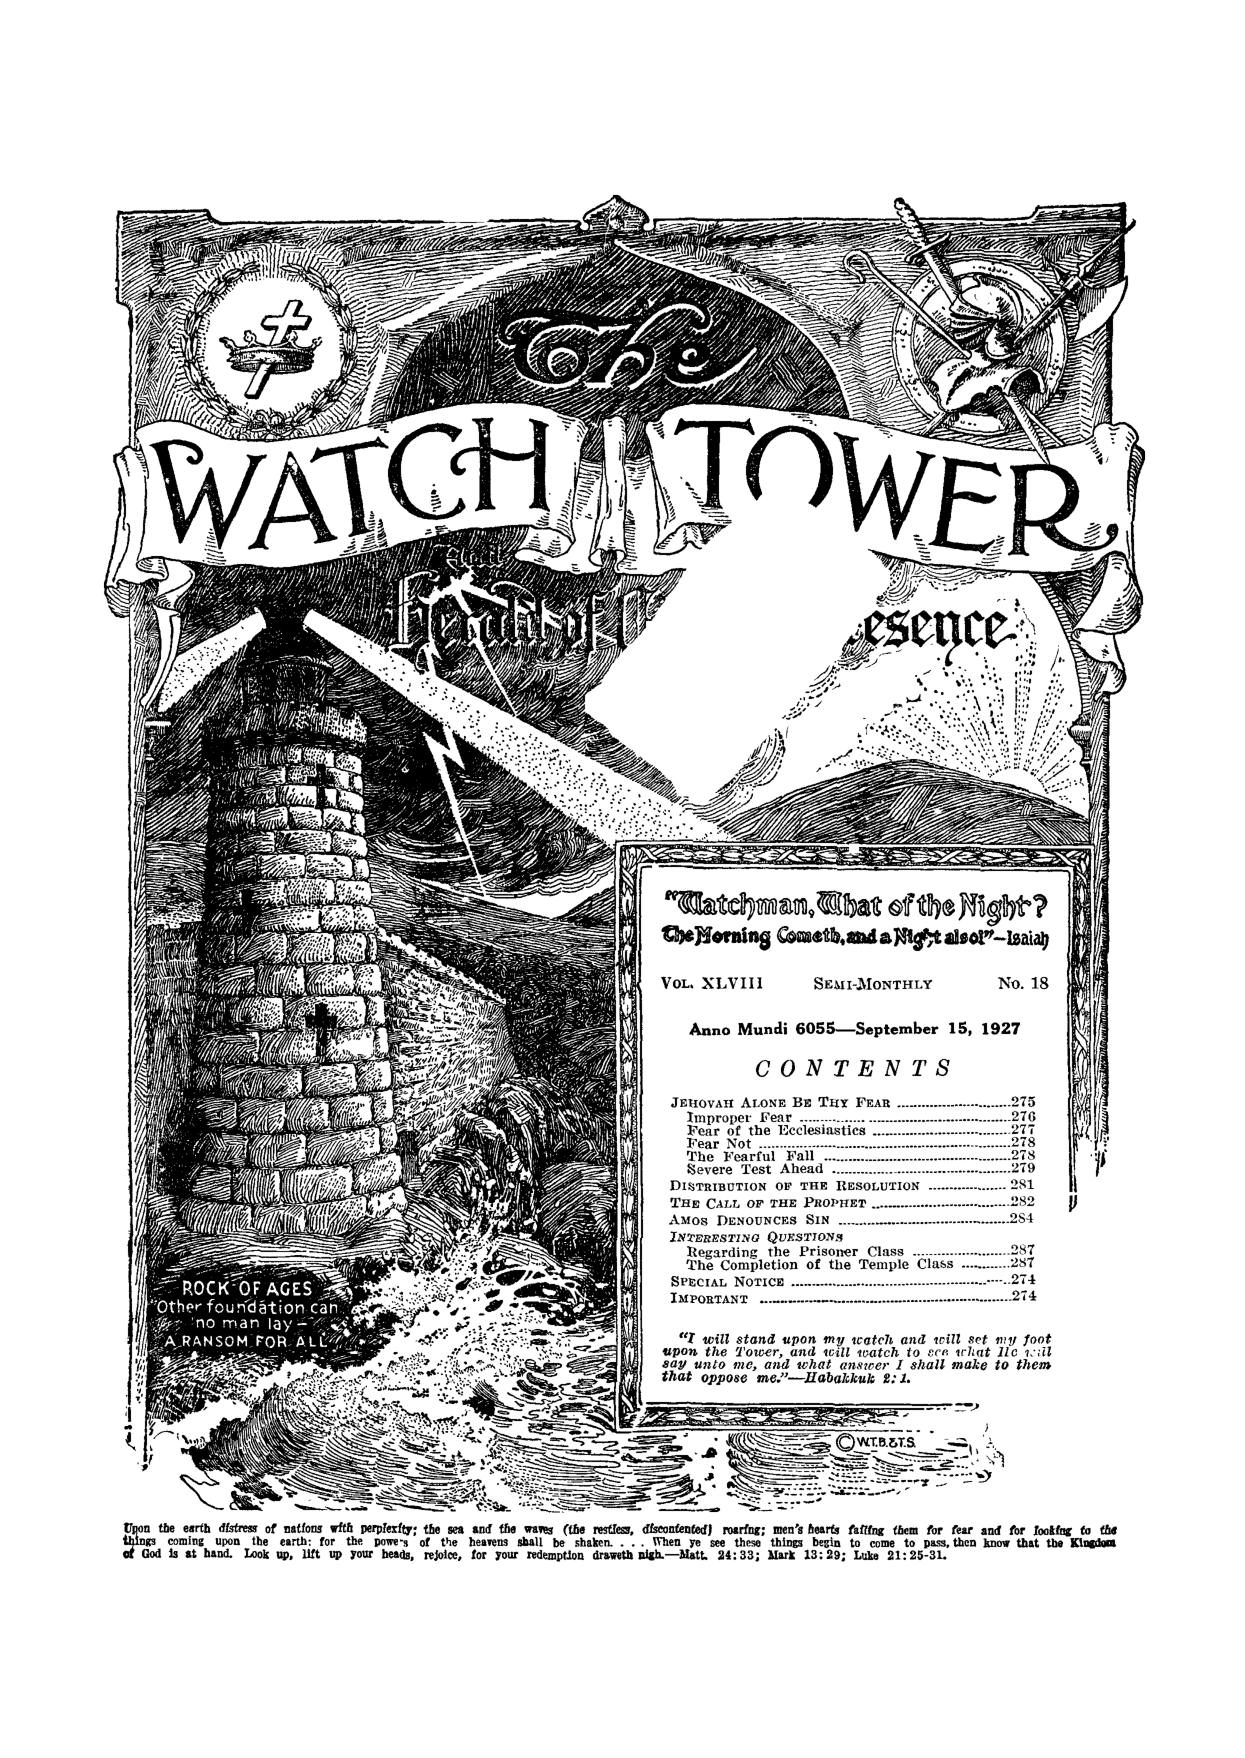 The
WATCH TOWER
And
Herald of C esence
"Watchman, What of the Night?
The Morning Cometh, and a Night also!"—Isaiah
VOL. XLVIII SEMI-MONTHLY No. 18
Anno Mundi 6055—September 15, 1927
CONTENTS
JEHOVAH ALONE BE THY FEAR 275
Improper Fear 276
Fear of the Ecclesiastics 277
Fear Not 278
The Fearful Fall 278
Severe Test Ahead 279
DISTRIBUTION OF THE RESOLUTION 281
THE CALL OF THE PROPHET 282
AMOS DENOUNCES SIN 284
INTERESTING QUESTIONS
Regarding the Prisoner Class 287
The Completion of the Temple Class 287
SPECIAL NOTICE 274
IMPORTANT 274
"I will stand upon my watch and will set my foot
upon the Tower, and will watch to see what He will
say unto me, and what answer I shall make to them
that oppose me."—Habakkuk 2:1.
ROCK OF AGES
"Other foundation can
no man lay—
A RANSOM FOR ALL"
© W.T.B.&T.S.
Upon the earth distress of nations with perplexity; the sea and the waves (the restless, discontented) roaring; men's hearts failing them for fear and for looking to the
things coming upon the earth: for the powers of the heavens shall be shaken. . . . When ye see these things begin to come to pass, then know that the Kingdom
of God is at hand. Look up, lift up your heads, rejoice, for your redemption draweth nigh.—Matt. 24:33; Mark 13:29; Luke 21:25-31.